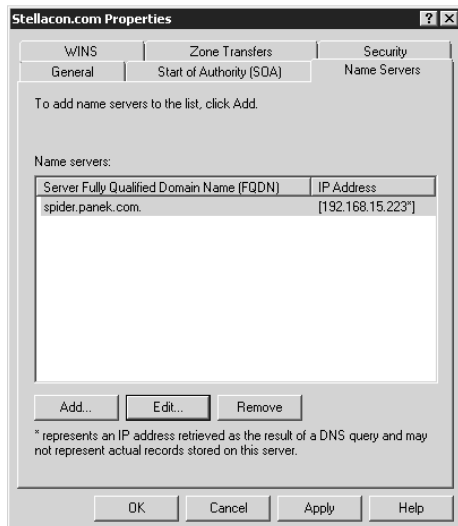 Stellacon.com Properties
WINS Zone Transfers Security
General Start of Authority (SOA) Name Servers
To add name servers to the list, click Add.
Name servers:
Server Fully Qualified Domain Name (FQDN) IP Address
spider.panek.com. [192.168.15.223*]
Add... Edit... Remove
* represents an IP address retrieved as the result of a DNS query and may
not represent actual records stored on this server.
OK Cancel Apply Help